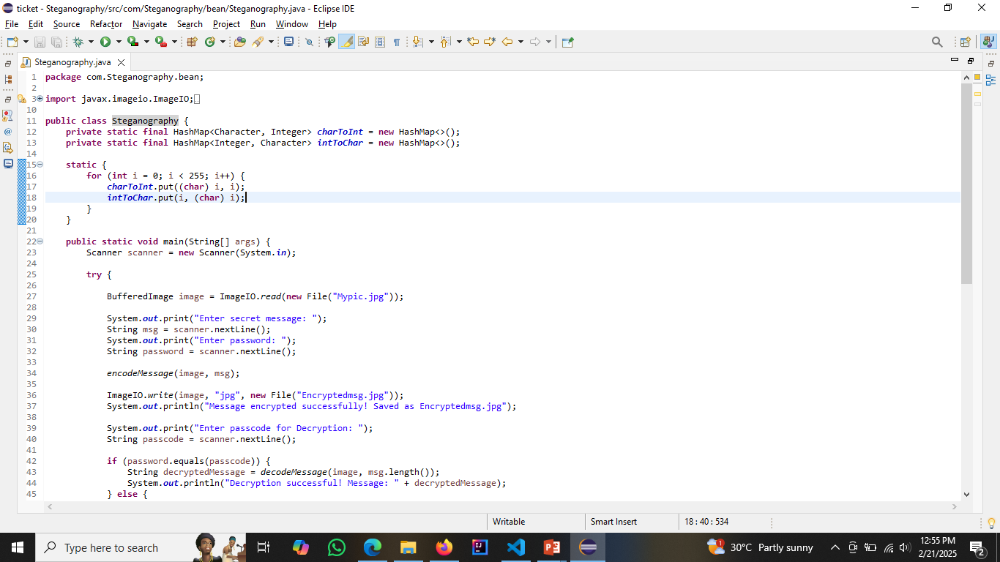 ticket - Steganography/src/com/Steganography/bean/Steganography.java - Eclipse IDE
File Edit Source Refactor Navigate Search Project Run Window Help
Steganography.java
1 package com.Steganography.bean;
2
3 import javax.imageio.ImageIO;
10
11 public class Steganography {
12 private static final HashMap<Character, Integer> charToInt = new HashMap<>();
13 private static final HashMap<Integer, Character> intToChar = new HashMap<>();
14
15 static {
16 for (int i = 0; i < 255; i++) {
17 charToInt.put((char) i, i);
18 intToChar.put(i, (char) i);
19 }
20 }
21
22 public static void main(String[] args) {
23 Scanner scanner = new Scanner(System.in);
24
25 try {
26
27 BufferedImage image = ImageIO.read(new File("Mypic.jpg"));
28
29 System.out.print("Enter secret message: ");
30 String msg = scanner.nextLine();
31 System.out.print("Enter password: ");
32 String password = scanner.nextLine();
33
34 encodeMessage(image, msg);
35
36 ImageIO.write(image, "jpg", new File("Encryptedmsg.jpg"));
37 System.out.println("Message encrypted successfully! Saved as Encryptedmsg.jpg");
38
39 System.out.print("Enter passcode for Decryption: ");
40 String passcode = scanner.nextLine();
41
42 if (password.equals(passcode)) {
43 String decryptedMessage = decodeMessage(image, msg.length());
44 System.out.println("Decryption successful! Message: " + decryptedMessage);
45 } else {
Writable Smart Insert 18 : 40 : 534
Type here to search
1
30°C Partly sunny
12:55 PM
2/21/2025
2